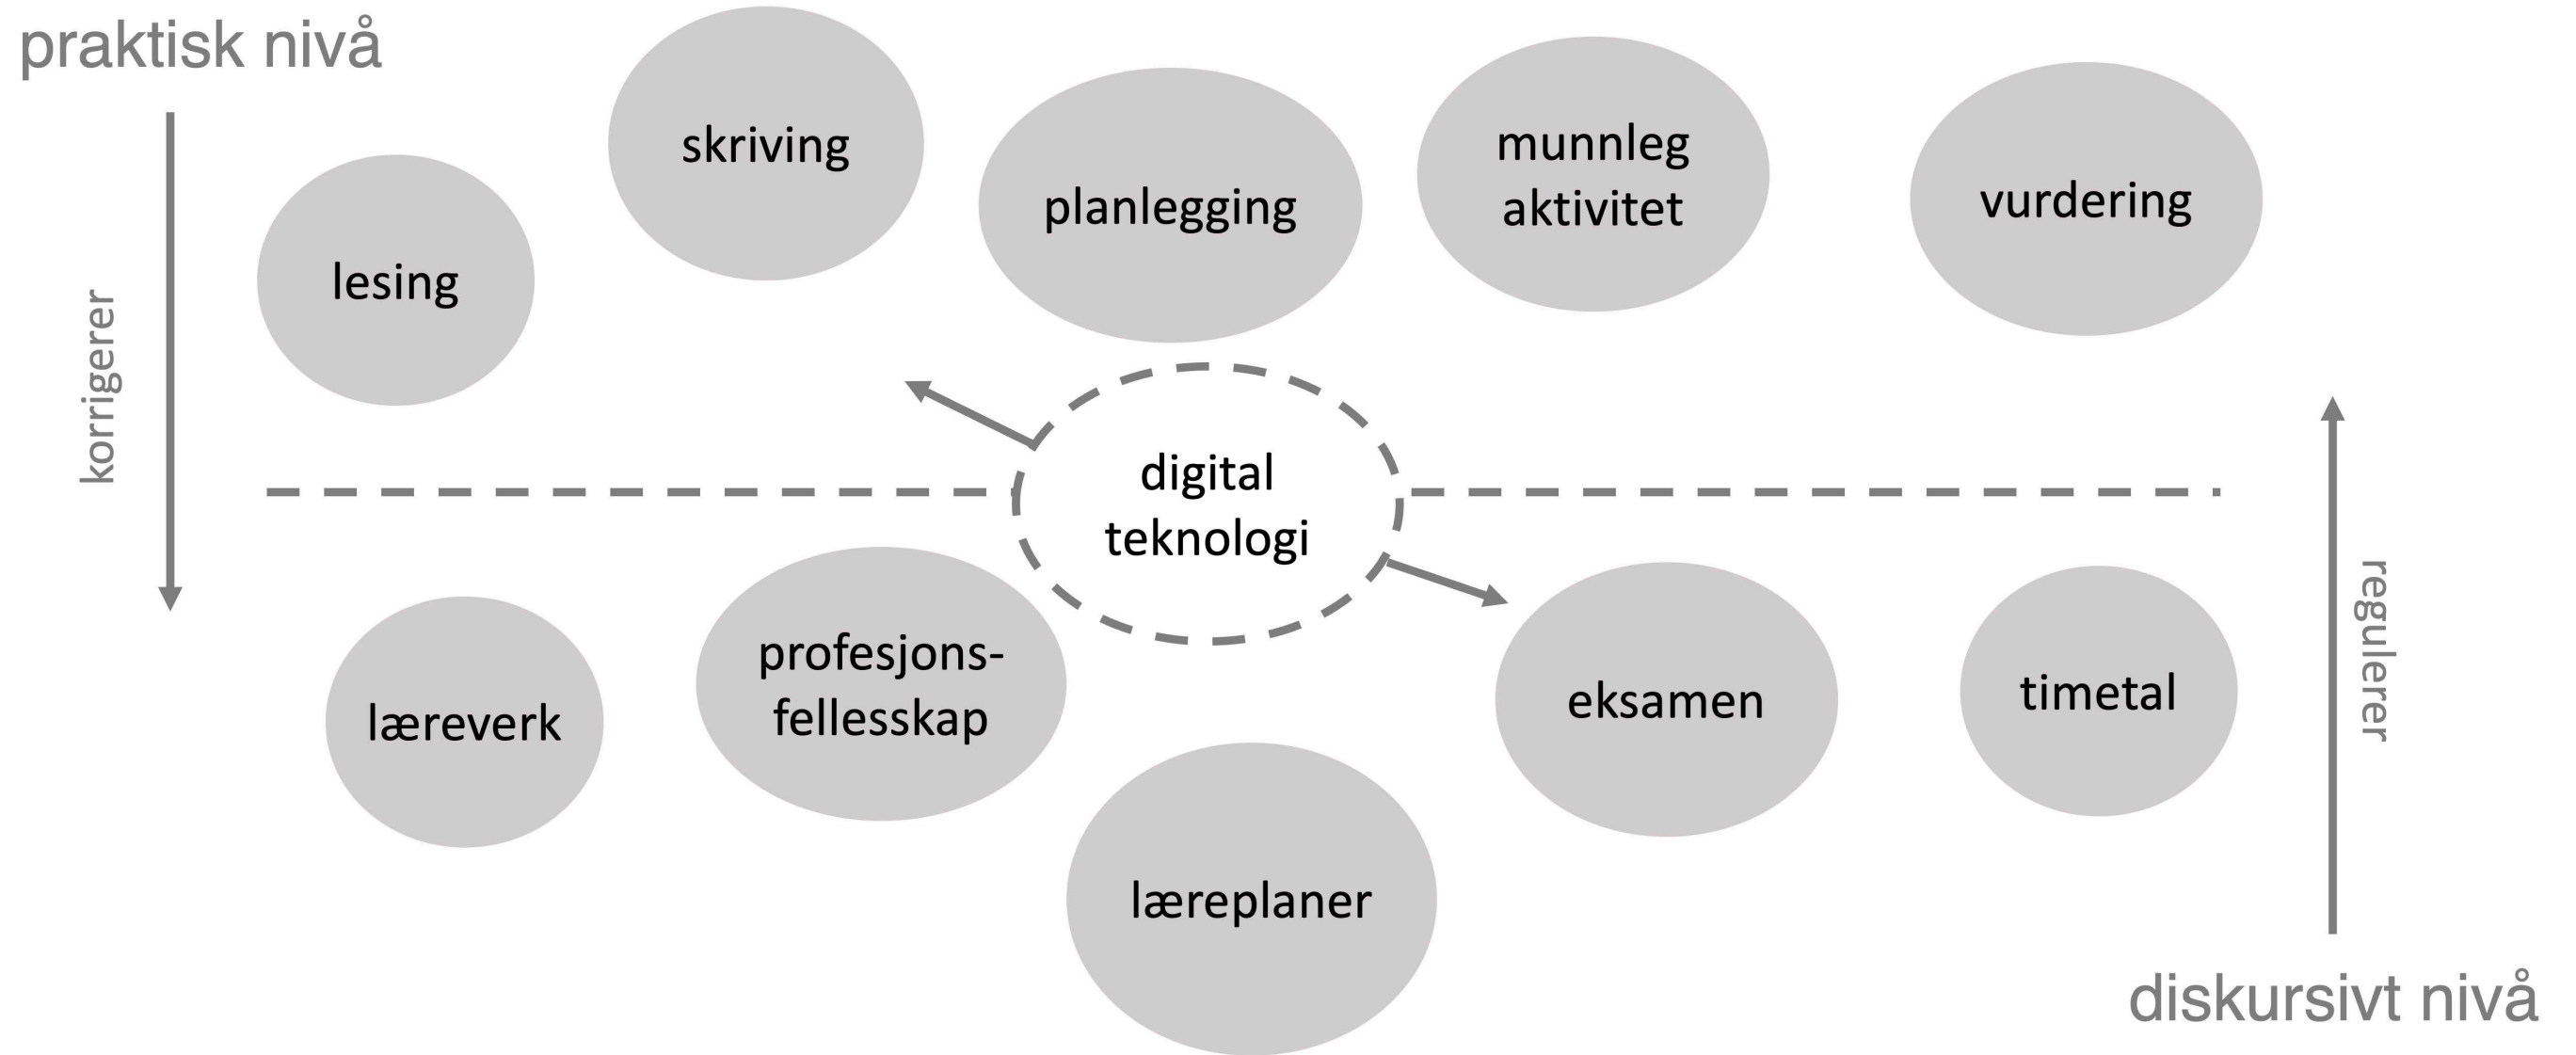 praktisk nivå
skriving
planlegging
munnleg
aktivitet
vurdering
lesing
korrigerer
digital
teknologi
regulerer
læreverk
profesjons-
fellesskap
eksamen
timetal
læreplaner
diskursivt nivå